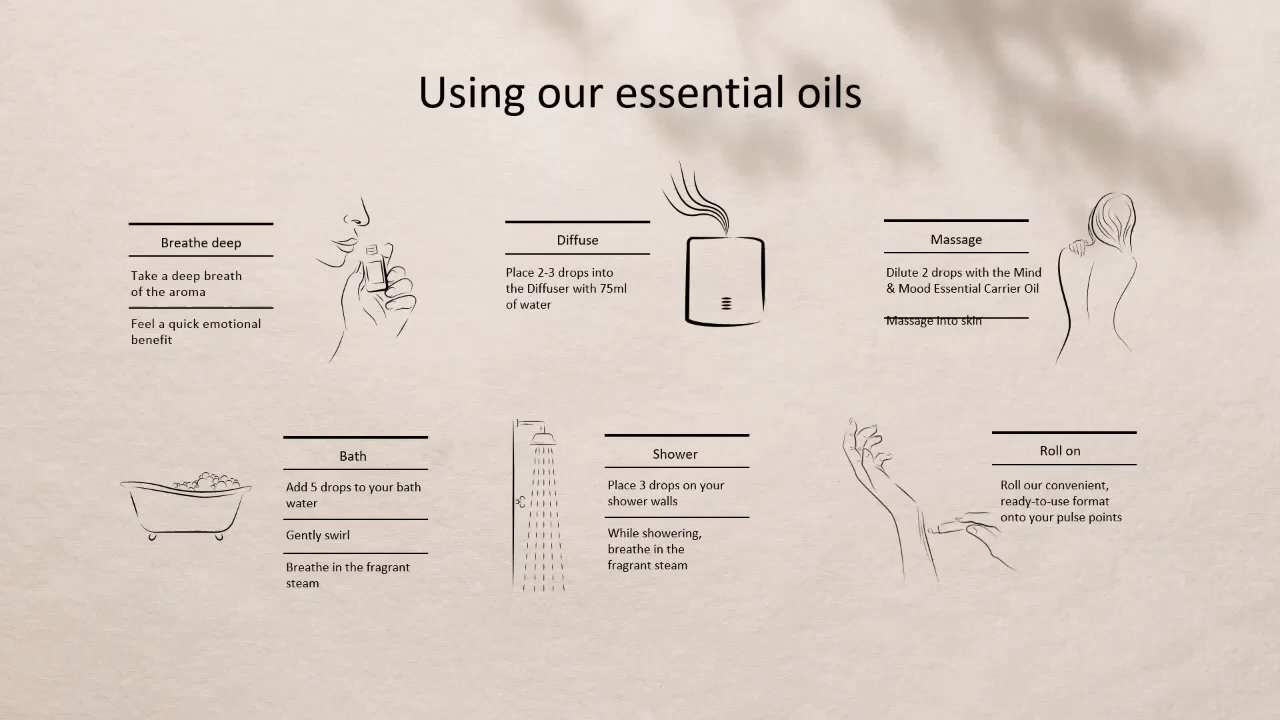 Using our essential oils
Breathe deep
Take a deep breath
of the aroma
Feel a quick emotional
benefit
Diffuse
Place 2-3 drops into
the Diffuser with 75ml
of water
Massage
Dilute 2 drops with the Mind
& Mood Essential Carrier Oil
Massage into skin
Bath
Add 5 drops to your bath
water
Gently swirl
Breathe in the fragrant
steam
Shower
Place 3 drops on your
shower walls
While showering,
breathe in the
fragrant steam
Roll on
Roll our convenient,
ready-to-use format
onto your pulse points